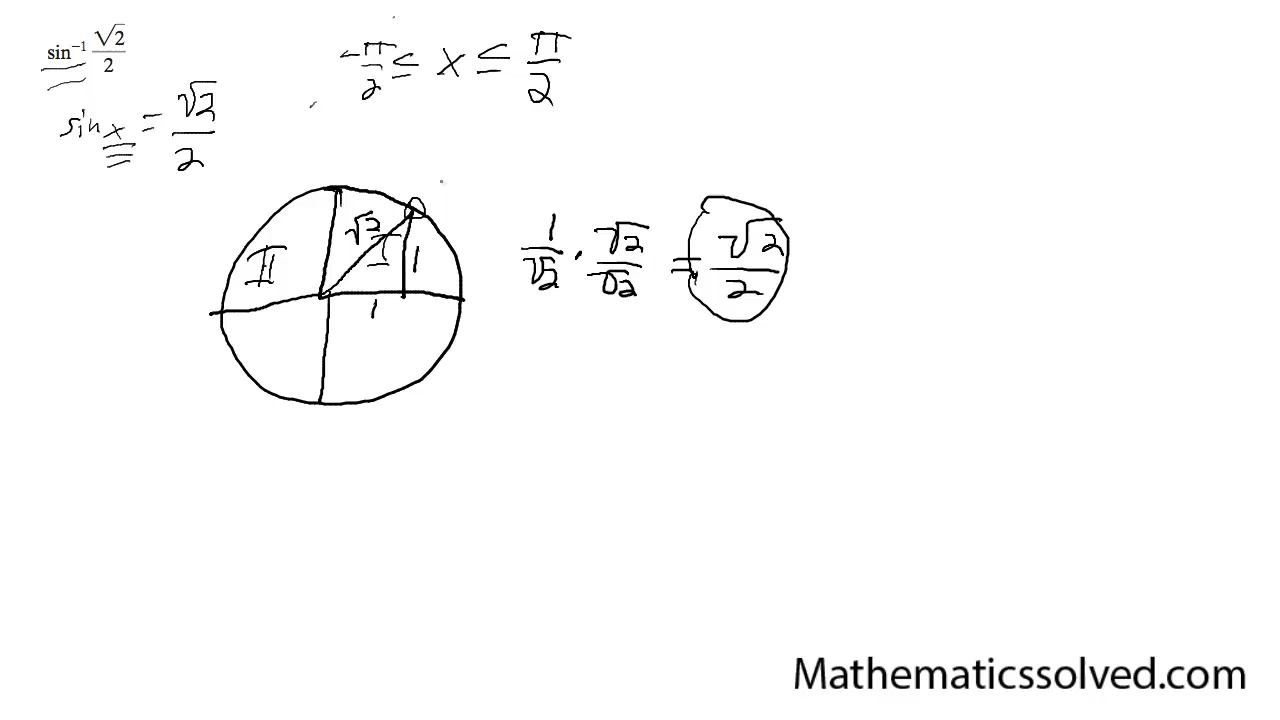 sin⁻¹ √2/2
-π/2 ≤ x ≤ π/2
sin x = √2/2
II
√2
I
1
1
1/√2 · √2/√2 = √2/2
Mathematicssolved.com